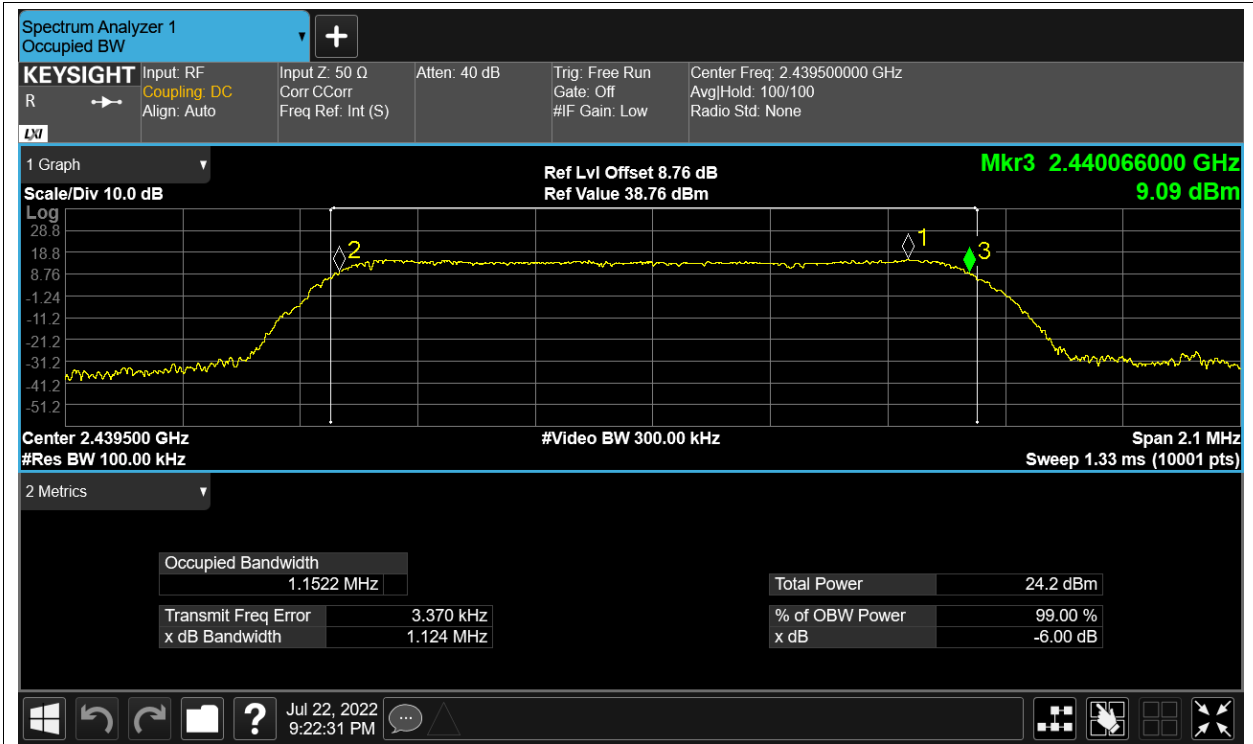 Spectrum Analyzer 1
Occupied BW
+
KEYSIGHT
R
LXI
Input: RF
Coupling: DC
Align: Auto
Input Z: 50 Ω
Corr CCorr
Freq Ref: Int (S)
Atten: 40 dB
Trig: Free Run
Gate: Off
#IF Gain: Low
Center Freq: 2.439500000 GHz
Avg|Hold: 100/100
Radio Std: None
1 Graph
Scale/Div 10.0 dB
Ref Lvl Offset 8.76 dB
Ref Value 38.76 dBm
Mkr3 2.440066000 GHz
9.09 dBm
Log
28.8
18.8
8.76
-1.24
-11.2
-21.2
-31.2
-41.2
-51.2
2
1
3
Center 2.439500 GHz
#Res BW 100.00 kHz
#Video BW 300.00 kHz
Span 2.1 MHz
Sweep 1.33 ms (10001 pts)
2 Metrics
Occupied Bandwidth
1.1522 MHz
Transmit Freq Error 3.370 kHz
x dB Bandwidth 1.124 MHz
Total Power 24.2 dBm
% of OBW Power 99.00 %
x dB -6.00 dB
?
Jul 22, 2022
9:22:31 PM